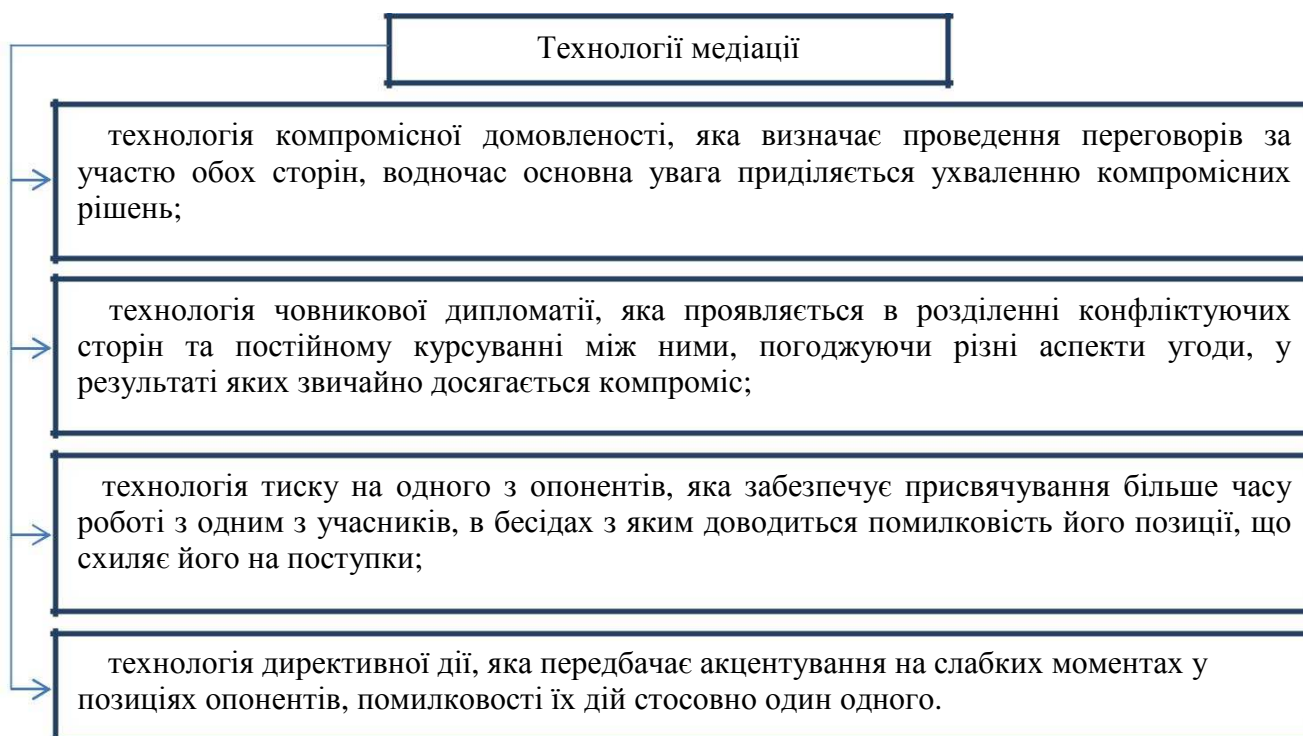 Технології медіації
технологія компромісної домовленості, яка визначає проведення переговорів за
участю обох сторін, водночас основна увага приділяється ухваленню компромісних
рішень;
технологія човникової дипломатії, яка проявляється в розділенні конфліктуючих
сторін та постійному курсуванні між ними, погоджуючи різні аспекти угоди, у
результаті яких звичайно досягається компроміс;
технологія тиску на одного з опонентів, яка забезпечує присвячування більше часу
роботі з одним з учасників, в бесідах з яким доводиться помилковість його позиції, що
схиляє його на поступки;
технологія директивної дії, яка передбачає акцентування на слабких моментах у
позиціях опонентів, помилковості їх дій стосовно один одного.